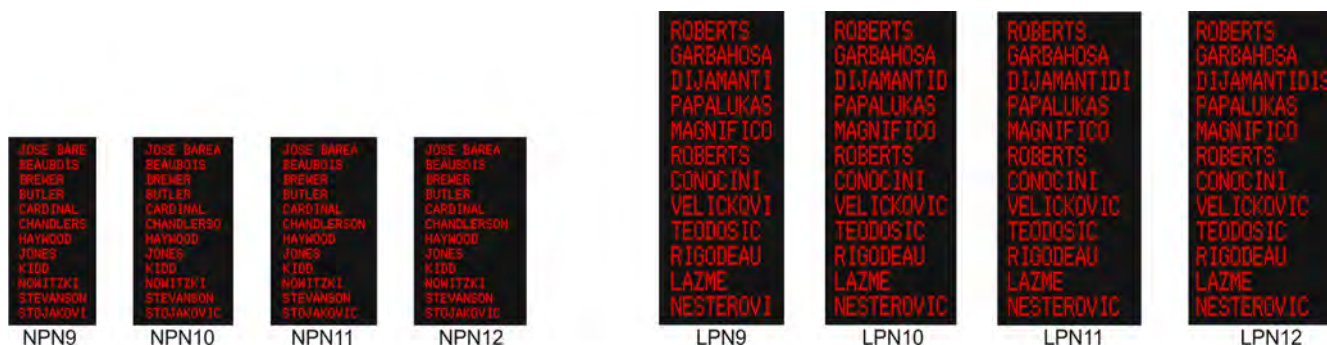 JOSE BARE
BEAUBOIS
BREWER
BUTLER
CARDINAL
CHANDLERS
HAYWOOD
JONES
KIDD
NOWITZKI
STEVANSON
STOJAKOVI
NPN9
JOSE BAREA
BEAUBOIS
BREWER
BUTLER
CARDINAL
CHANDLERSO
HAYWOOD
JONES
KIDD
NOWITZKI
STEVANSON
STOJAKOVIC
NPN10
JOSE BAREA
BEAUBOIS
BREWER
BUTLER
CARDINAL
CHANDLERSON
HAYWOOD
JONES
KIDD
NOWITZKI
STEVANSON
STOJAKOVIC
NPN11
JOSE BAREA
BEAUBOIS
BREWER
BUTLER
CARDINAL
CHANDLERSON
HAYWOOD
JONES
KIDD
NOWITZKI
STEVANSON
STOJAKOVIC
NPN12
ROBERTS
GARBAHOSA
DIJAMANTI
PAPALUKAS
MAGNIFICO
ROBERTS
CONOCINI
VELICKOVI
TEODOSIC
RIGODEAU
LAZME
NESTEROVI
LPN9
ROBERTS
GARBAHOSA
DIJAMANTID
PAPALUKAS
MAGNIFICO
ROBERTS
CONOCINI
VELICKOVIC
TEODOSIC
RIGODEAU
LAZME
NESTEROVIC
LPN10
ROBERTS
GARBAHOSA
DIJAMANTIDI
PAPALUKAS
MAGNIFICO
ROBERTS
CONOCINI
VELICKOVIC
TEODOSIC
RIGODEAU
LAZME
NESTEROVIC
LPN11
ROBERTS
GARBAHOSA
DIJAMANTIDIS
PAPALUKAS
MAGNIFICO
ROBERTS
CONOCINI
VELICKOVIC
TEODOSIC
RIGODEAU
LAZME
NESTEROVIC
LPN12